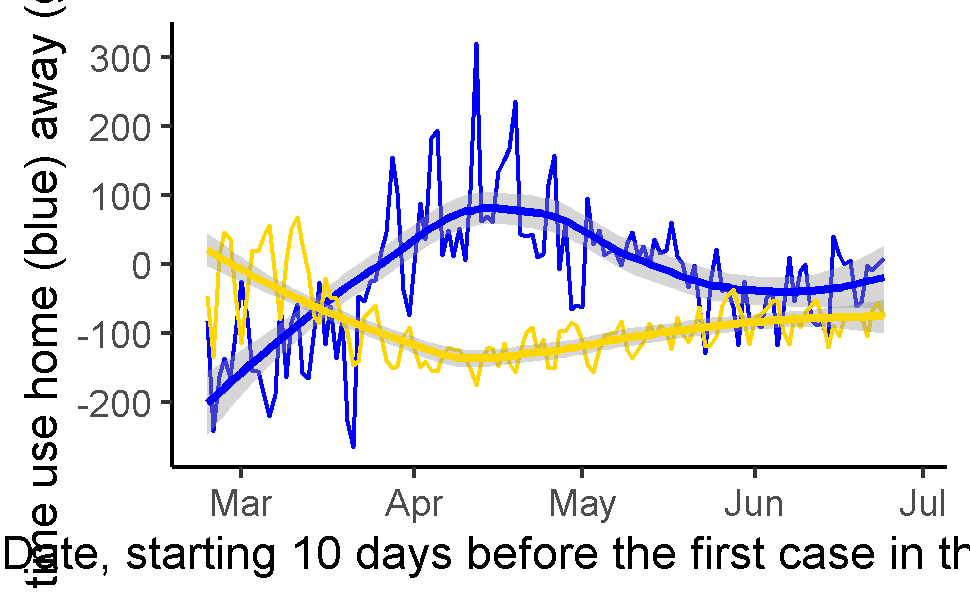 time use home (blue) away (
300
200
100
0
-100
-200
Mar Apr May Jun Jul
Date, starting 10 days before the first case in th